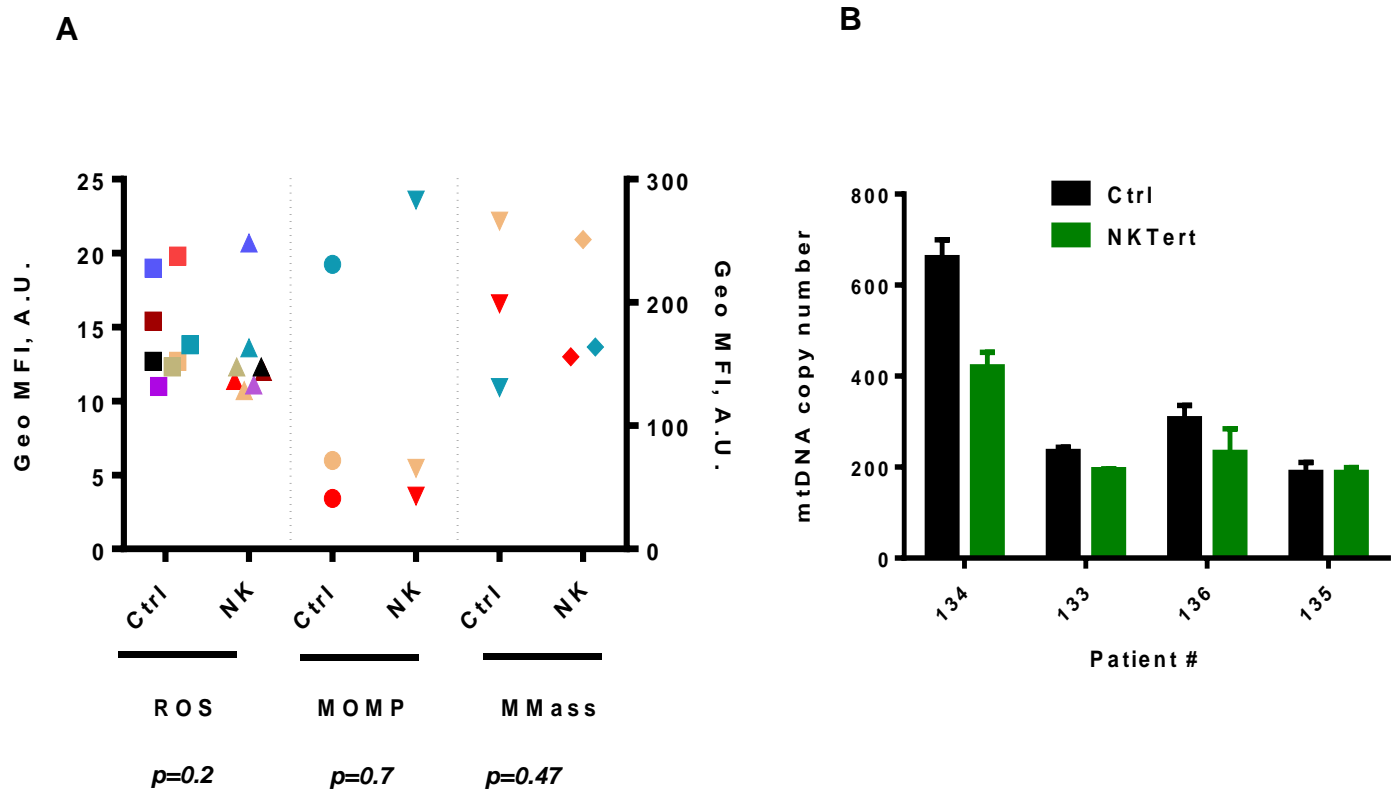 A
Geo MFI, A.U.
25
20
15
10
5
0
300
200
100
0
Geo MFI, A.U.
Ctrl
NK
Ctrl
NK
Ctrl
NK
ROS
MOMP
MMass
p=0.2
p=0.7
p=0.47
B
mtDNA copy number
800
600
400
200
0
Ctrl
NKTert
134
133
136
135
Patient #